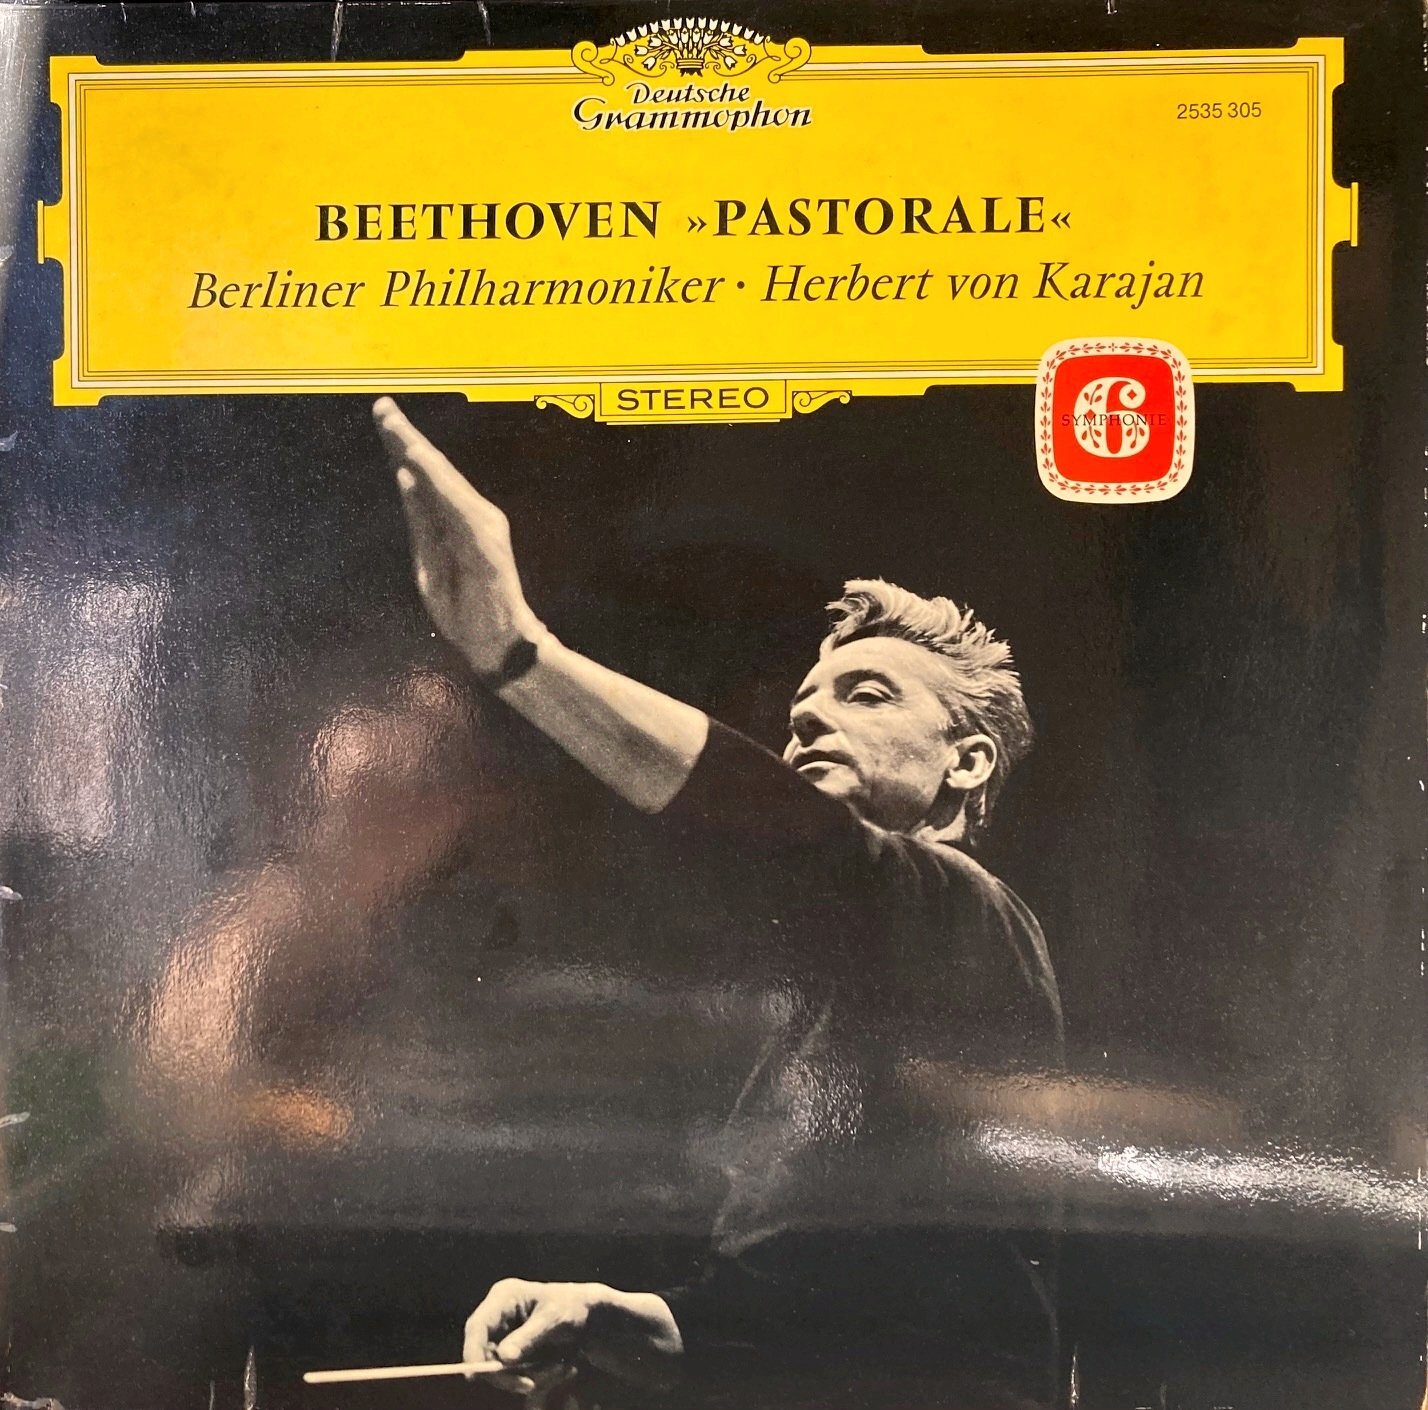 Deutsche
Grammophon
2535 305
BEETHOVEN »PASTORALE«
Berliner Philharmoniker · Herbert von Karajan
STEREO
6
SYMPHONIE